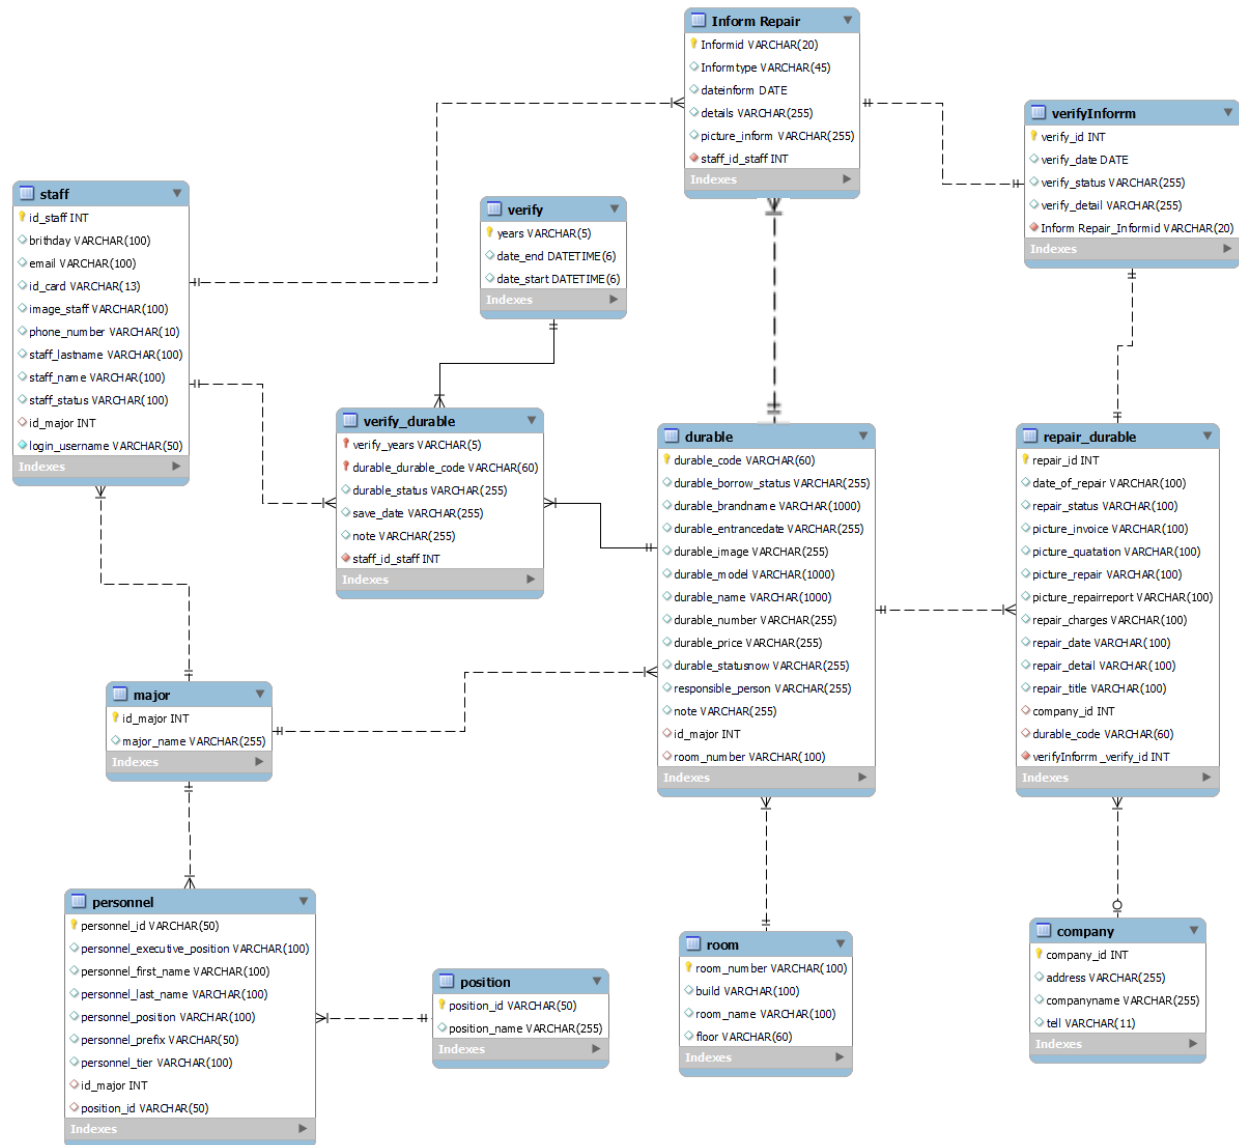 Inform Repair
Informid VARCHAR(20)
Informtype VARCHAR(45)
dateinform DATE
details VARCHAR(255)
picture_inform VARCHAR(255)
staff_id_staff INT
Indexes
verifyInforrm
verify_id INT
verify_date DATE
verify_status VARCHAR(255)
verify_detail VARCHAR(255)
Inform Repair_Informid VARCHAR(20)
Indexes
staff
id_staff INT
brithday VARCHAR(100)
email VARCHAR(100)
id_card VARCHAR(13)
image_staff VARCHAR(100)
phone_number VARCHAR(10)
staff_lastname VARCHAR(100)
staff_name VARCHAR(100)
staff_status VARCHAR(100)
id_major INT
login_username VARCHAR(50)
Indexes
verify
years VARCHAR(5)
date_end DATETIME(6)
date_start DATETIME(6)
Indexes
verify_durable
verify_years VARCHAR(5)
durable_durable_code VARCHAR(60)
durable_status VARCHAR(255)
save_date VARCHAR(255)
note VARCHAR(255)
staff_id_staff INT
Indexes
durable
durable_code VARCHAR(60)
durable_borrow_status VARCHAR(255)
durable_brandname VARCHAR(1000)
durable_entrancedate VARCHAR(255)
durable_image VARCHAR(255)
durable_model VARCHAR(1000)
durable_name VARCHAR(1000)
durable_number VARCHAR(255)
durable_price VARCHAR(255)
durable_statusnow VARCHAR(255)
responsible_person VARCHAR(255)
note VARCHAR(255)
id_major INT
room_number VARCHAR(100)
Indexes
repair_durable
repair_id INT
date_of_repair VARCHAR(100)
repair_status VARCHAR(100)
picture_invoice VARCHAR(100)
picture_quatation VARCHAR(100)
picture_repair VARCHAR(100)
picture_repairreport VARCHAR(100)
repair_charges VARCHAR(100)
repair_date VARCHAR(100)
repair_detail VARCHAR(100)
repair_title VARCHAR(100)
company_id INT
durable_code VARCHAR(60)
verifyInforrm_verify_id INT
Indexes
major
id_major INT
major_name VARCHAR(255)
Indexes
personnel
personnel_id VARCHAR(50)
personnel_executive_position VARCHAR(100)
personnel_first_name VARCHAR(100)
personnel_last_name VARCHAR(100)
personnel_position VARCHAR(100)
personnel_prefix VARCHAR(50)
personnel_tier VARCHAR(100)
id_major INT
position_id VARCHAR(50)
Indexes
position
position_id VARCHAR(50)
position_name VARCHAR(255)
Indexes
room
room_number VARCHAR(100)
build VARCHAR(100)
room_name VARCHAR(100)
floor VARCHAR(60)
Indexes
company
company_id INT
address VARCHAR(255)
companyname VARCHAR(255)
tell VARCHAR(11)
Indexes